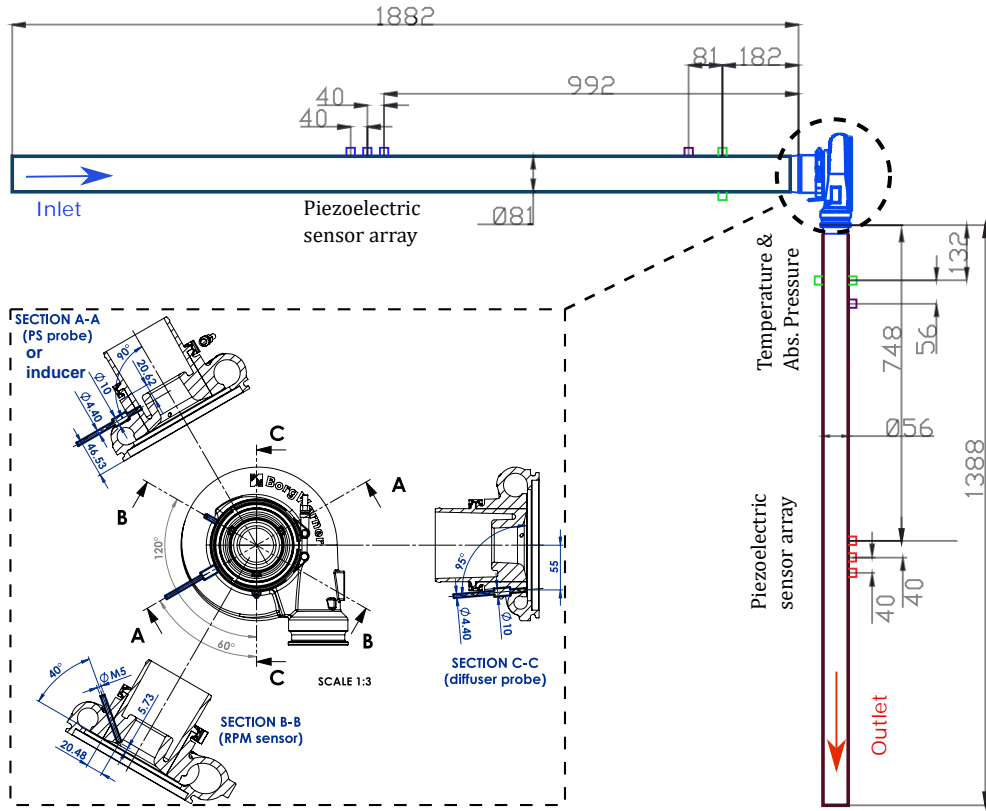 1882
81
182
992
40
40
Inlet
Piezoelectric
sensor array
Ø81
Temperature &
Abs. Pressure
132
56
748
Ø56
1388
Piezoelectric
sensor array
40
40
Outlet
SECTION A-A
(PS probe)
or
inducer
90°
20.62
Ø10
Ø4.40
46.53
C
BorgWarner
A
B
120°
60°
A
B
C
SCALE 1:3
95°
55
Ø4.40
Ø10
SECTION C-C
(diffuser probe)
40°
ØM5
5.73
20.48
SECTION B-B
(RPM sensor)